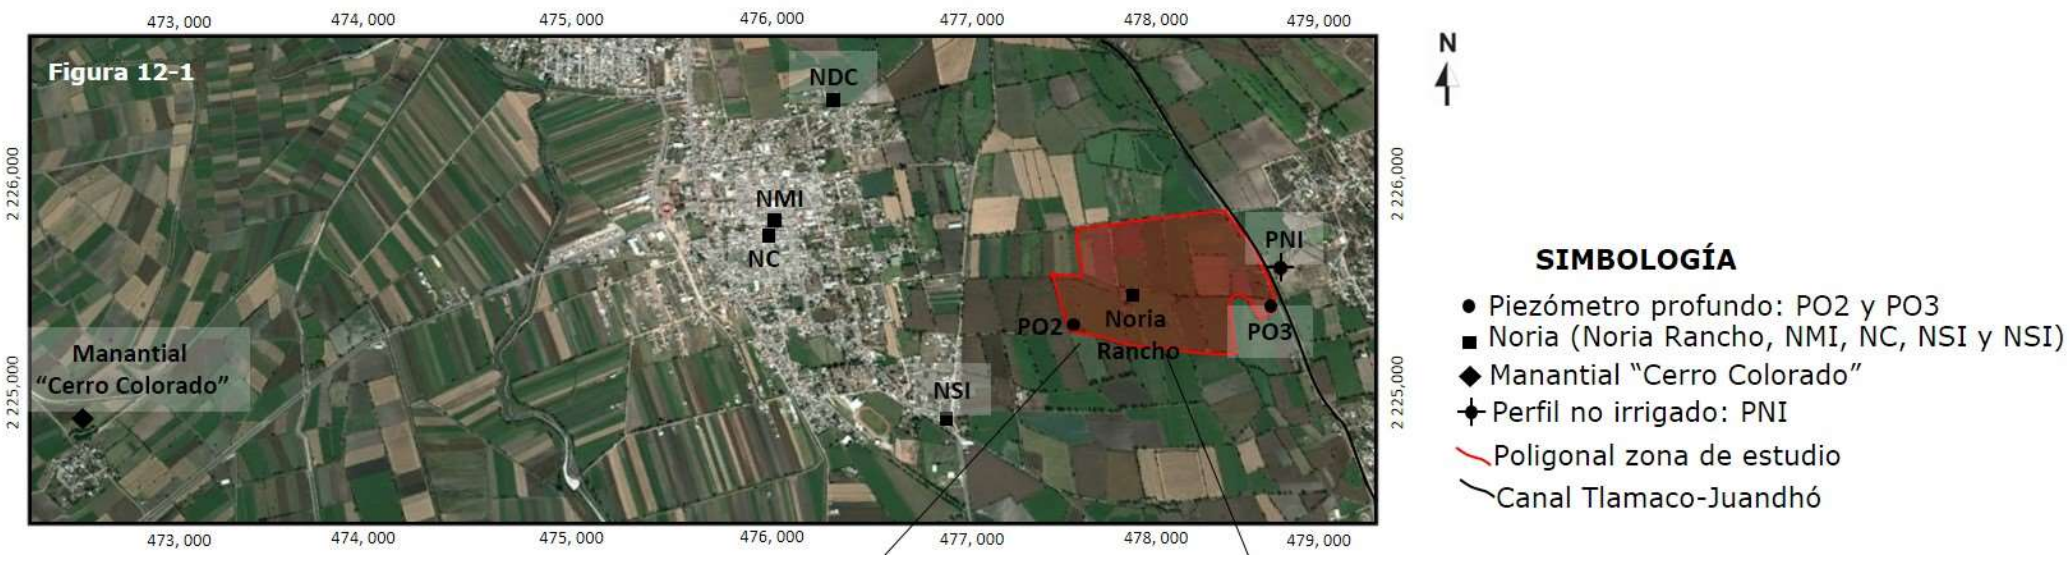 473, 000 474, 000 475, 000 476, 000 477, 000 478, 000 479, 000
N
Figura 12-1
NDC
2 226,000
2 226,000
NMI
NC
PNI
SIMBOLOGÍA
Piezómetro profundo: PO2 y PO3
PO2
Noria
Rancho
PO3
Noria (Noria Rancho, NMI, NC, NSI y NSI)
Manantial
“Cerro Colorado”
NSI
2 225,000
2 225,000
Manantial “Cerro Colorado”
Perfil no irrigado: PNI
Poligonal zona de estudio
Canal Tlamaco-Juandhó
473, 000 474, 000 475, 000 476, 000 477, 000 478, 000 479, 000